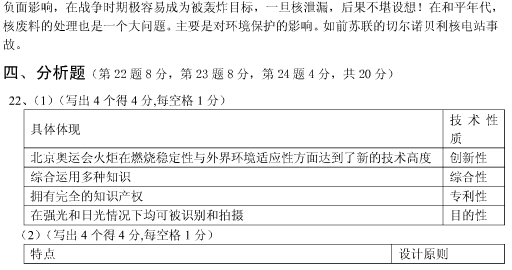 负面影响，在战争时期极容易成为被轰炸目标，一旦核泄漏，后果不堪设想！在和平年代，
核废料的处理也是一个大问题。主要是对环境保护的影响。如前苏联的切尔诺贝利核电站事
故。
四、分析题（第 22 题 8 分，第 23 题 8 分，第 24 题 4 分，共 20 分）
22、（1）（写出 4 个得 4 分,每空格 1 分）
具体体现 技术性质
北京奥运会火炬在燃烧稳定性与外界环境适应性方面达到了新的技术高度 创新性
综合运用多种知识 综合性
拥有完全的知识产权 专利性
在强光和日光情况下均可被识别和拍摄 目的性
（2）（写出 4 个得 4 分,每空格 1 分）
特点 设计原则